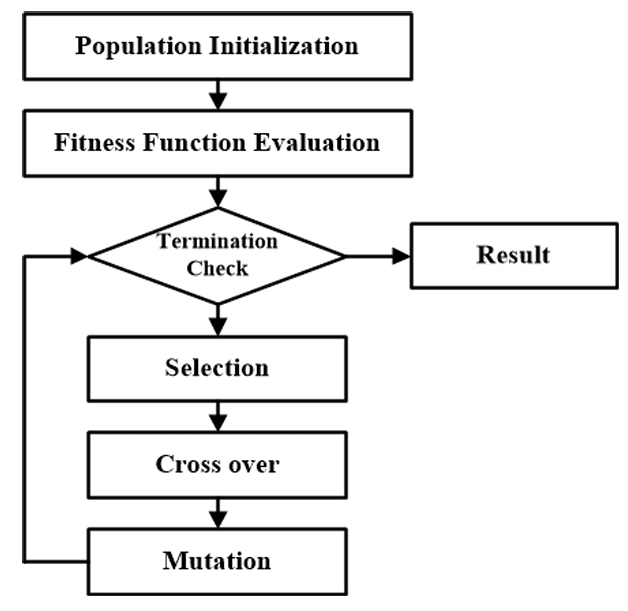 Population Initialization
Fitness Function Evaluation
Termination
Check
Result
Selection
Cross over
Mutation